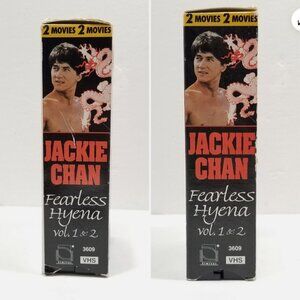 2 MOVIES 2 MOVIES
JACKIE
CHAN
Fearless
Hyena
vol. 1 & 2
3609
VHS
2 MOVIES 2 MOVIES
JACKIE
CHAN
Fearless
Hyena
vol. 1 & 2
3609
VHS